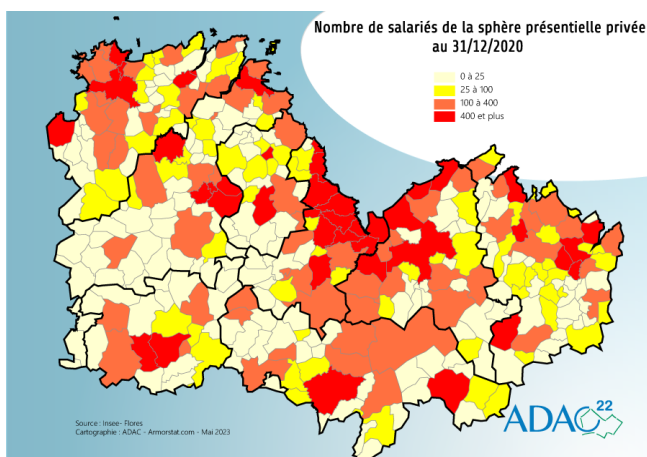 Nombre de salariés de la sphère présentielle privée
au 31/12/2020
0 à 25
25 à 100
100 à 400
400 et plus
Source : Insee- Flores
Cartographie : ADAC - Armorstat.com - Mai 2023
ADAC 22